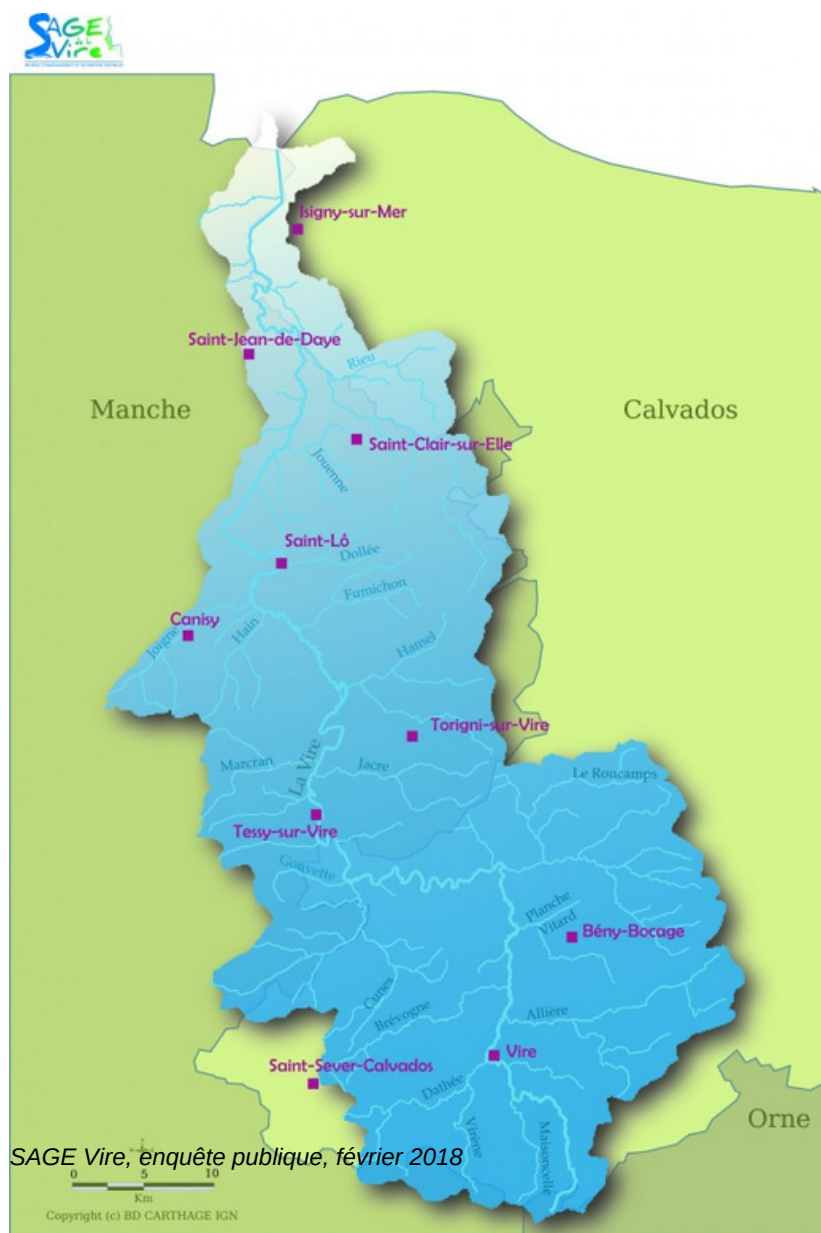 SAGE
de la
Vire
Isigny-sur-Mer
Saint-Jean-de-Daye
Rieu
Manche
Calvados
Saint-Clair-sur-Elle
Jouenne
Saint-Lô
Dollée
Fumichon
Canisy
Joigne
Hain
Hamel
Torigni-sur-Vire
Marcran
La Vire
Jacre
Le Roucamps
Tessy-sur-Vire
Gouvette
Planche
Vitard
Bény-Bocage
Cunes
Brévogne
Allière
Vire
Saint-Sever-Calvados
Dathée
Virène
Maisoncelle
Orne
SAGE Vire, enquête publique, février 2018
0 5 10
Km
Copyright (c) BD CARTHAGE IGN